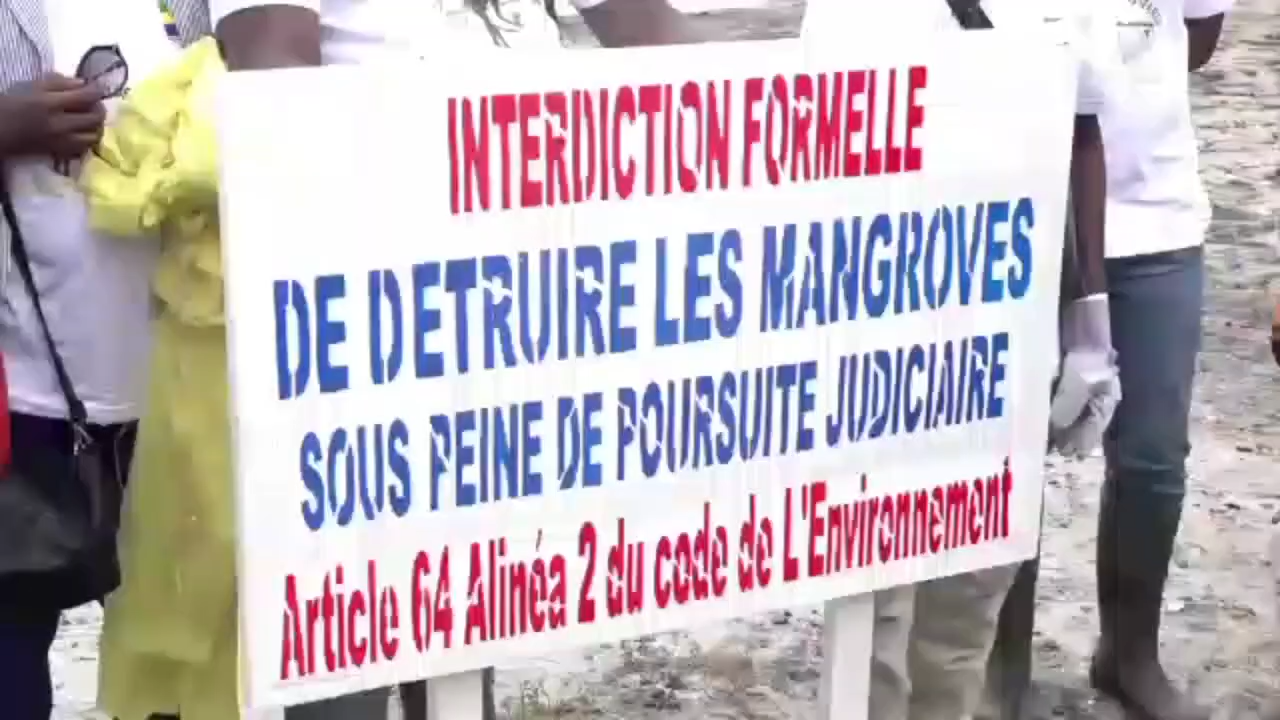 INTERDICTION FORMELLE
DE DETRUIRE LES MANGROVES
SOUS PEINE DE POURSUITE JUDICIAIRE
Article 64 Alinéa 2 du code de L'Environnement